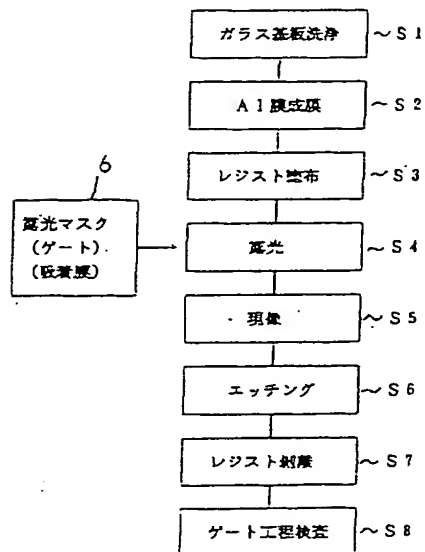 ガラス基板洗浄 ~S1
Al膜成膜 ~S2
レジスト塗布 ~S3
6
露光マスク
(ゲート)
(吸着膜)
露光 ~S4
現像 ~S5
エッチング ~S6
レジスト剥離 ~S7
ゲート工程検査 ~S8